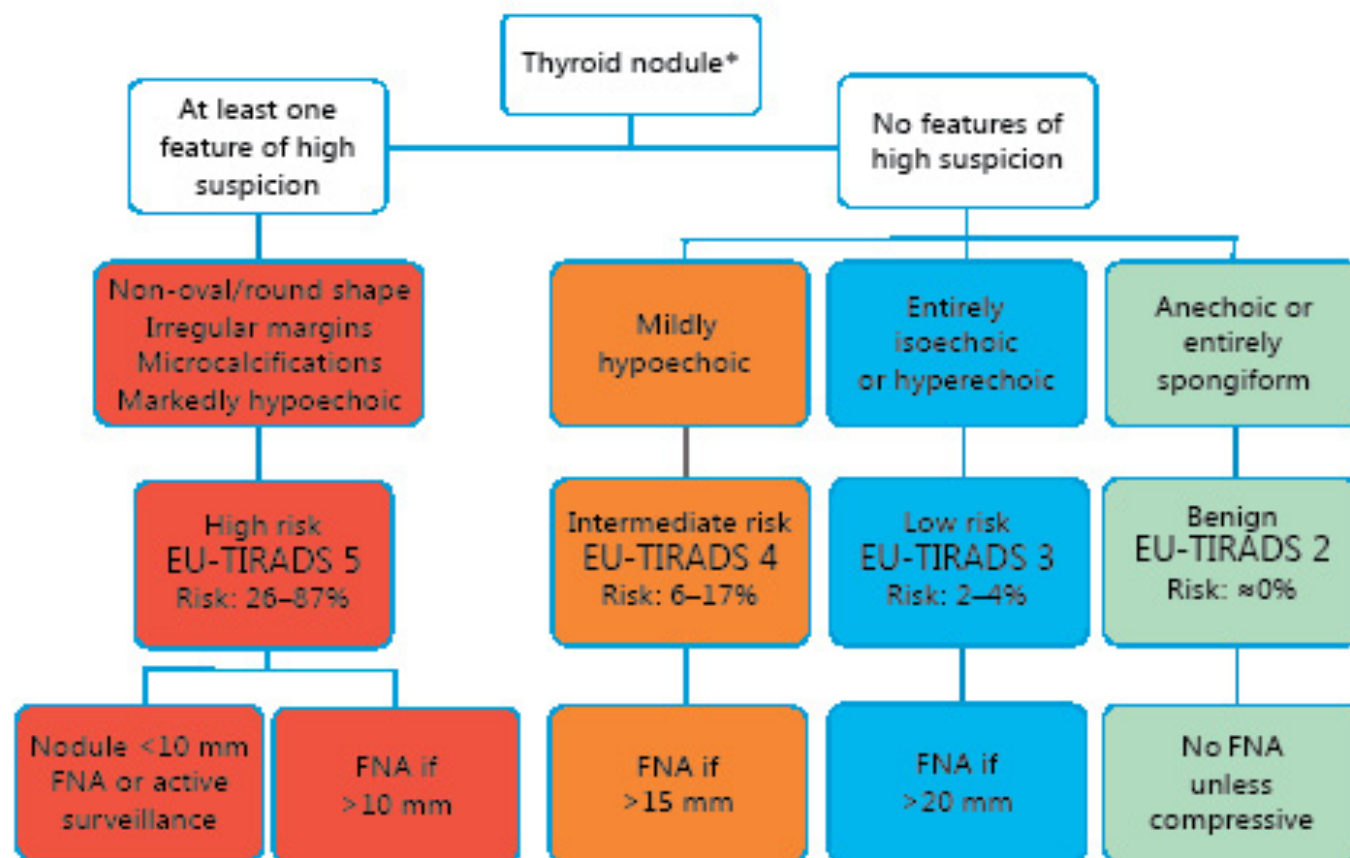 Thyroid nodule*
At least one
feature of high
suspicion
No features of
high suspicion
Non-oval/round shape
Irregular margins
Microcalcifications
Markedly hypoechoic
Mildly
hypoechoic
Entirely
isoechoic
or hyperechoic
Anechoic or
entirely
spongiform
High risk
EU-TIRADS 5
Risk: 26–87%
Intermediate risk
EU-TIRADS 4
Risk: 6–17%
Low risk
EU-TIRADS 3
Risk: 2–4%
Benign
EU-TIRADS 2
Risk: ≈0%
Nodule <10 mm
FNA or active
surveillance
FNA if
>10 mm
FNA if
>15 mm
FNA if
>20 mm
No FNA
unless
compressive